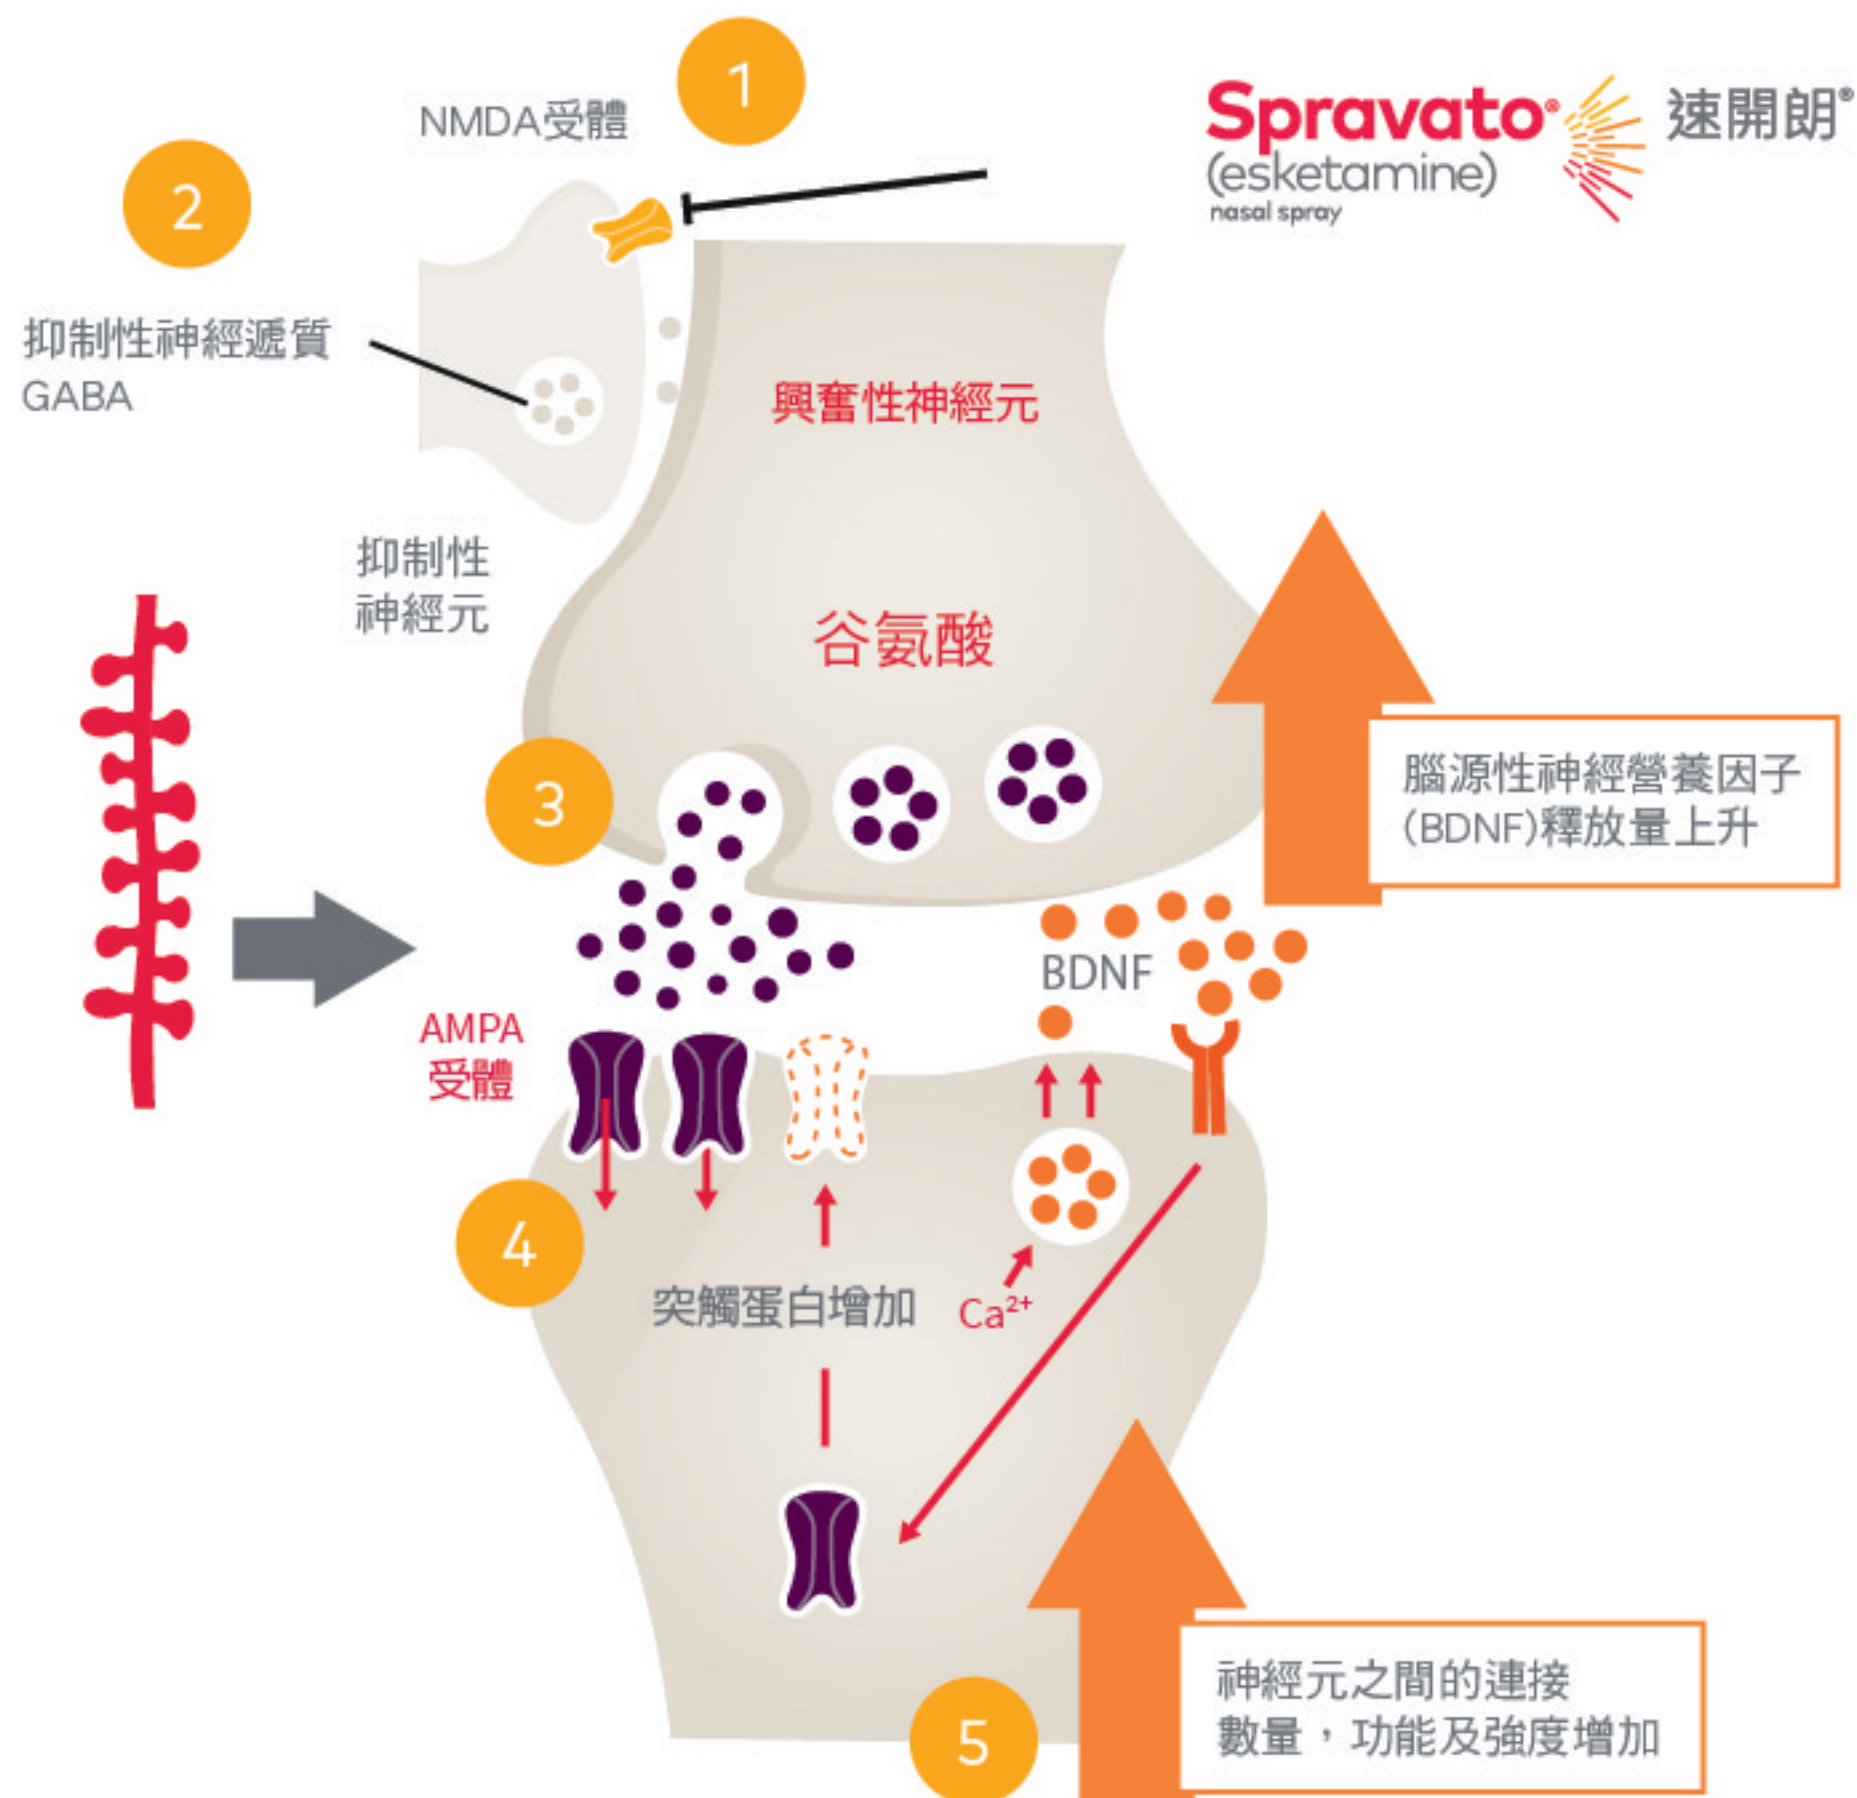 1
NMDA受體
Spravato®
(esketamine)
nasal spray
速開朗®
2
抑制性神經遞質
GABA
興奮性神經元
抑制性
神經元
谷氨酸
3
腦源性神經營養因子
(BDNF)釋放量上升
BDNF
AMPA
受體
4
突觸蛋白增加
Ca²⁺
5
神經元之間的連接
數量，功能及強度增加